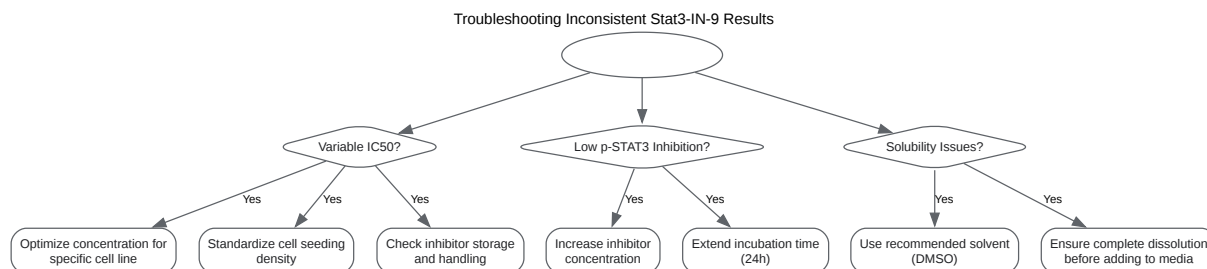 Troubleshooting Inconsistent Stat3-IN-9 Results
Variable IC50?
Low p-STAT3 Inhibition?
Solubility Issues?
Yes
Yes
Yes
Yes
Yes
Yes
Yes
Optimize concentration for
specific cell line
Standardize cell seeding
density
Check inhibitor storage
and handling
Increase inhibitor
concentration
Extend incubation time
(24h)
Use recommended solvent
(DMSO)
Ensure complete dissolution
before adding to media